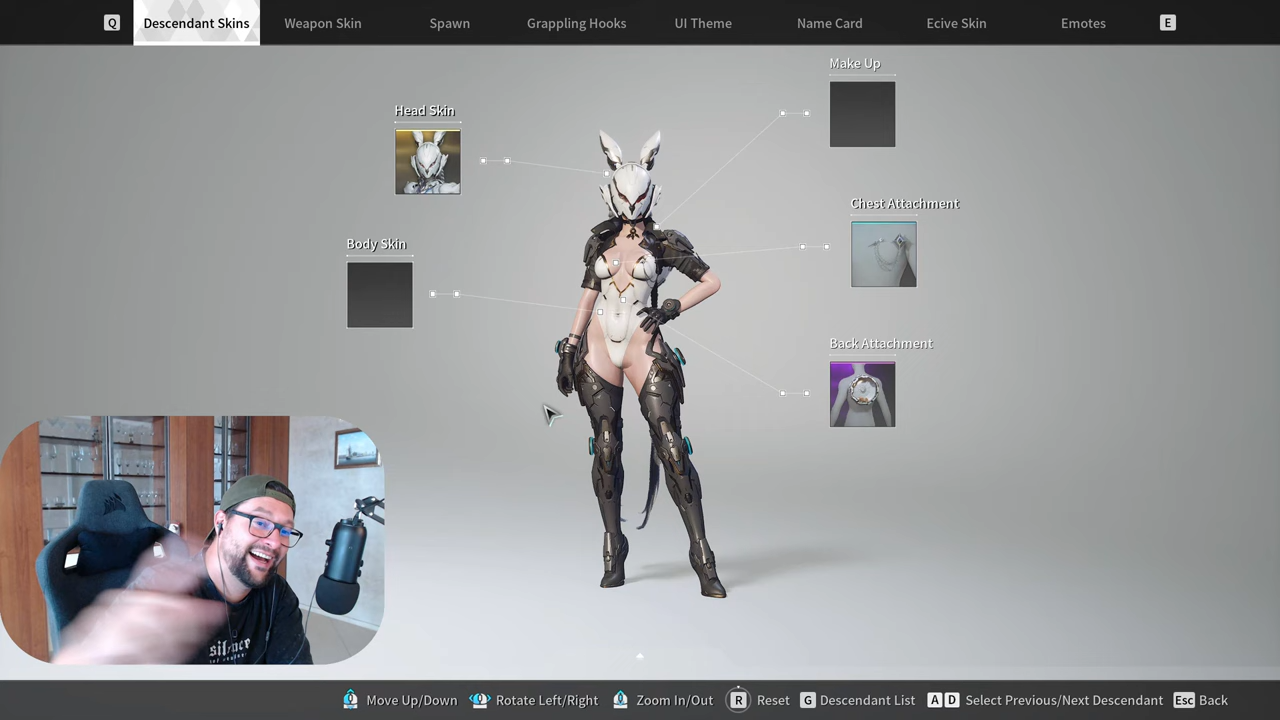 Q Descendant Skins Weapon Skin Spawn Grappling Hooks UI Theme Name Card Ecive Skin Emotes E
Make Up
Head Skin
Chest Attachment
Body Skin
Back Attachment
silence
Move Up/Down Rotate Left/Right Zoom In/Out R Reset G Descendant List A D Select Previous/Next Descendant Esc Back